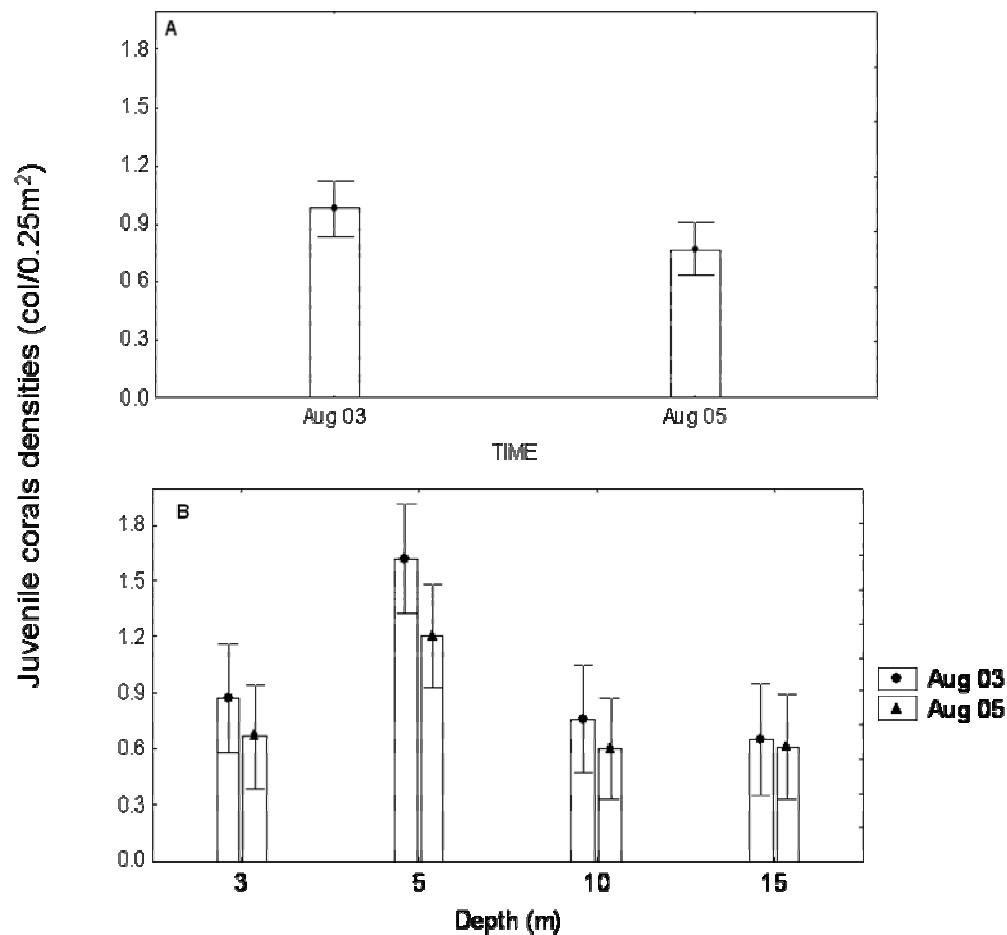 Juvenile corals densities (col/0.25m²)
A
1.8
1.5
1.2
0.9
0.6
0.3
0.0
Aug 03 Aug 05
TIME
B
1.8
1.5
1.2
0.9
0.6
0.3
0.0
3 5 10 15
Depth (m)
Aug 03
Aug 05